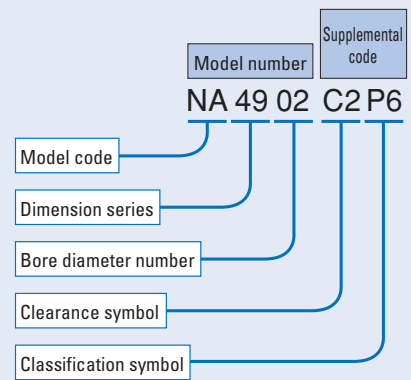 Supplemental
code
Model number
NA 49 02 C2 P6
Model code
Dimension series
Bore diameter number
Clearance symbol
Classification symbol